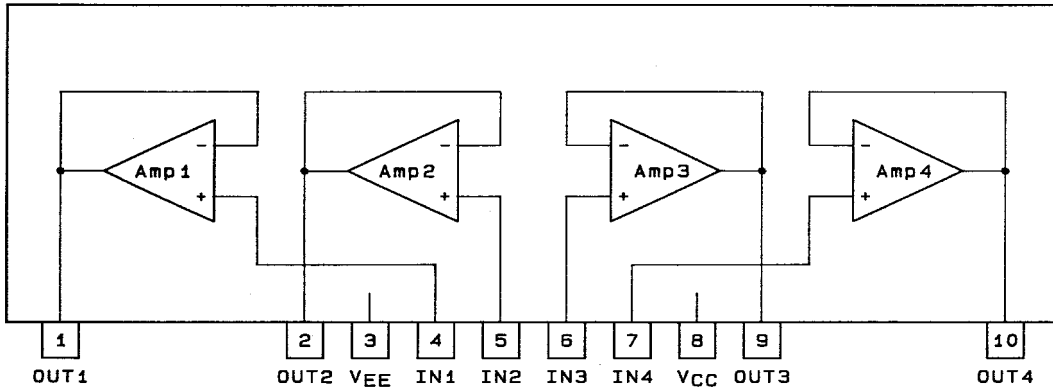 - - - -
Amp1 Amp2 Amp3 Amp4
+ + + +
1 2 3 4 5 6 7 8 9 10
OUT1 OUT2 VEE IN1 IN2 IN3 IN4 VCC OUT3 OUT4